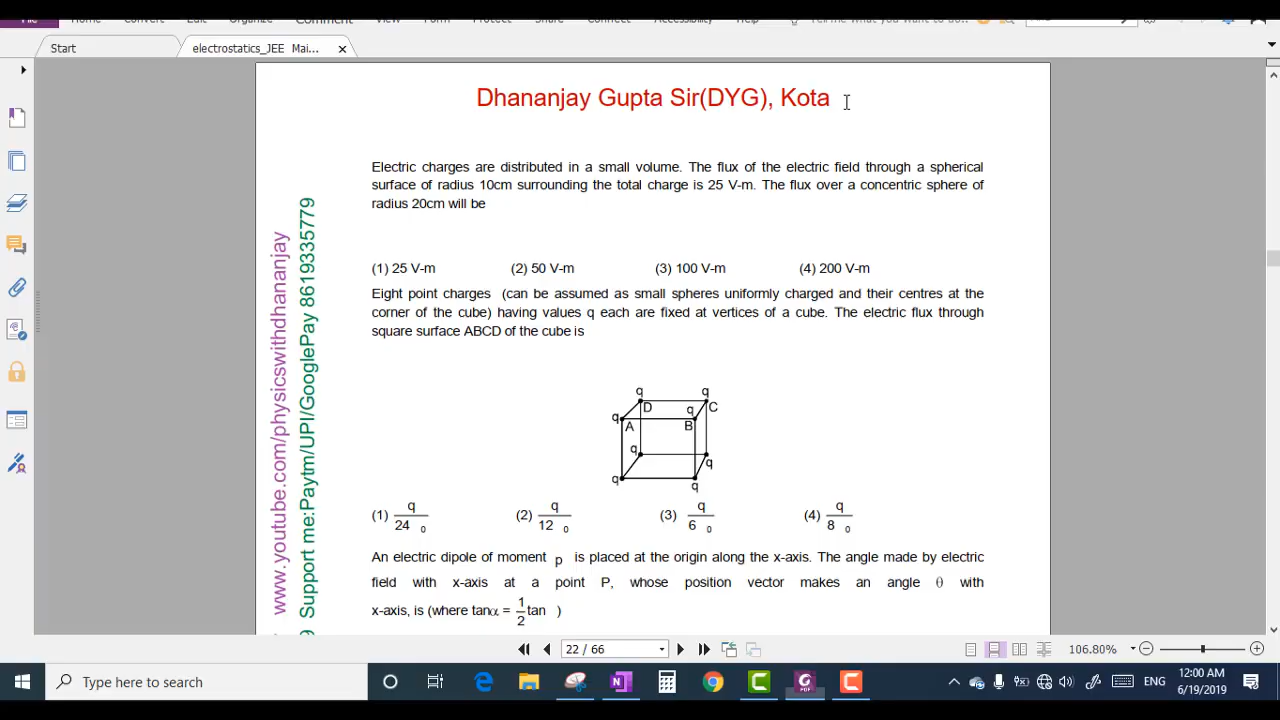 Start
electrostatics_JEE Mai...
Dhananjay Gupta Sir(DYG), Kota
Electric charges are distributed in a small volume. The flux of the electric field through a spherical
surface of radius 10cm surrounding the total charge is 25 V-m. The flux over a concentric sphere of
radius 20cm will be
(1) 25 V-m (2) 50 V-m (3) 100 V-m (4) 200 V-m
Eight point charges (can be assumed as small spheres uniformly charged and their centres at the
corner of the cube) having values q each are fixed at vertices of a cube. The electric flux through
square surface ABCD of the cube is
q q
D C
q q
A B
q q
q q
(1) q/24 0 (2) q/12 0 (3) q/6 0 (4) q/8 0
An electric dipole of moment p is placed at the origin along the x-axis. The angle made by electric
field with x-axis at a point P, whose position vector makes an angle θ with
x-axis, is (where tanα = 1/2 tan )
www.youtube.com/physicswithdhananjay
Support me:Paytm/UPI/GooglePay 8619335779
22 / 66
106.80%
Type here to search
ENG
12:00 AM
6/19/2019